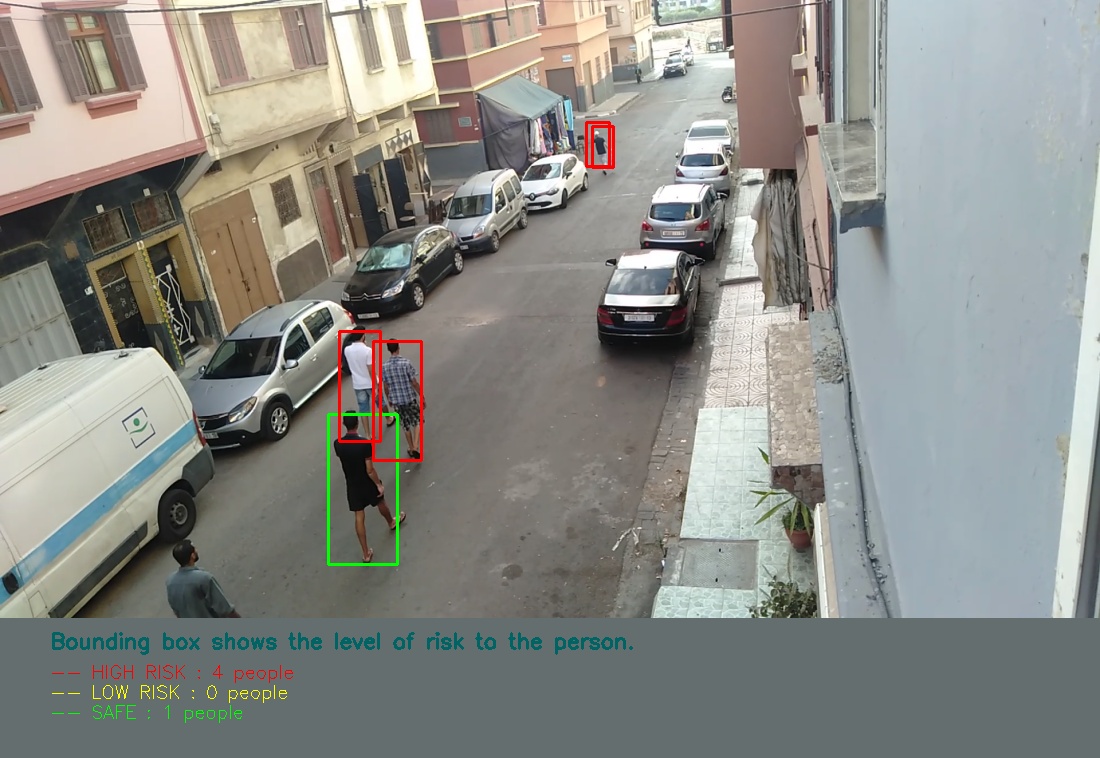 Bounding box shows the level of risk to the person.
—— HIGH RISK : 4 people
—— LOW RISK : 0 people
—— SAFE : 1 people